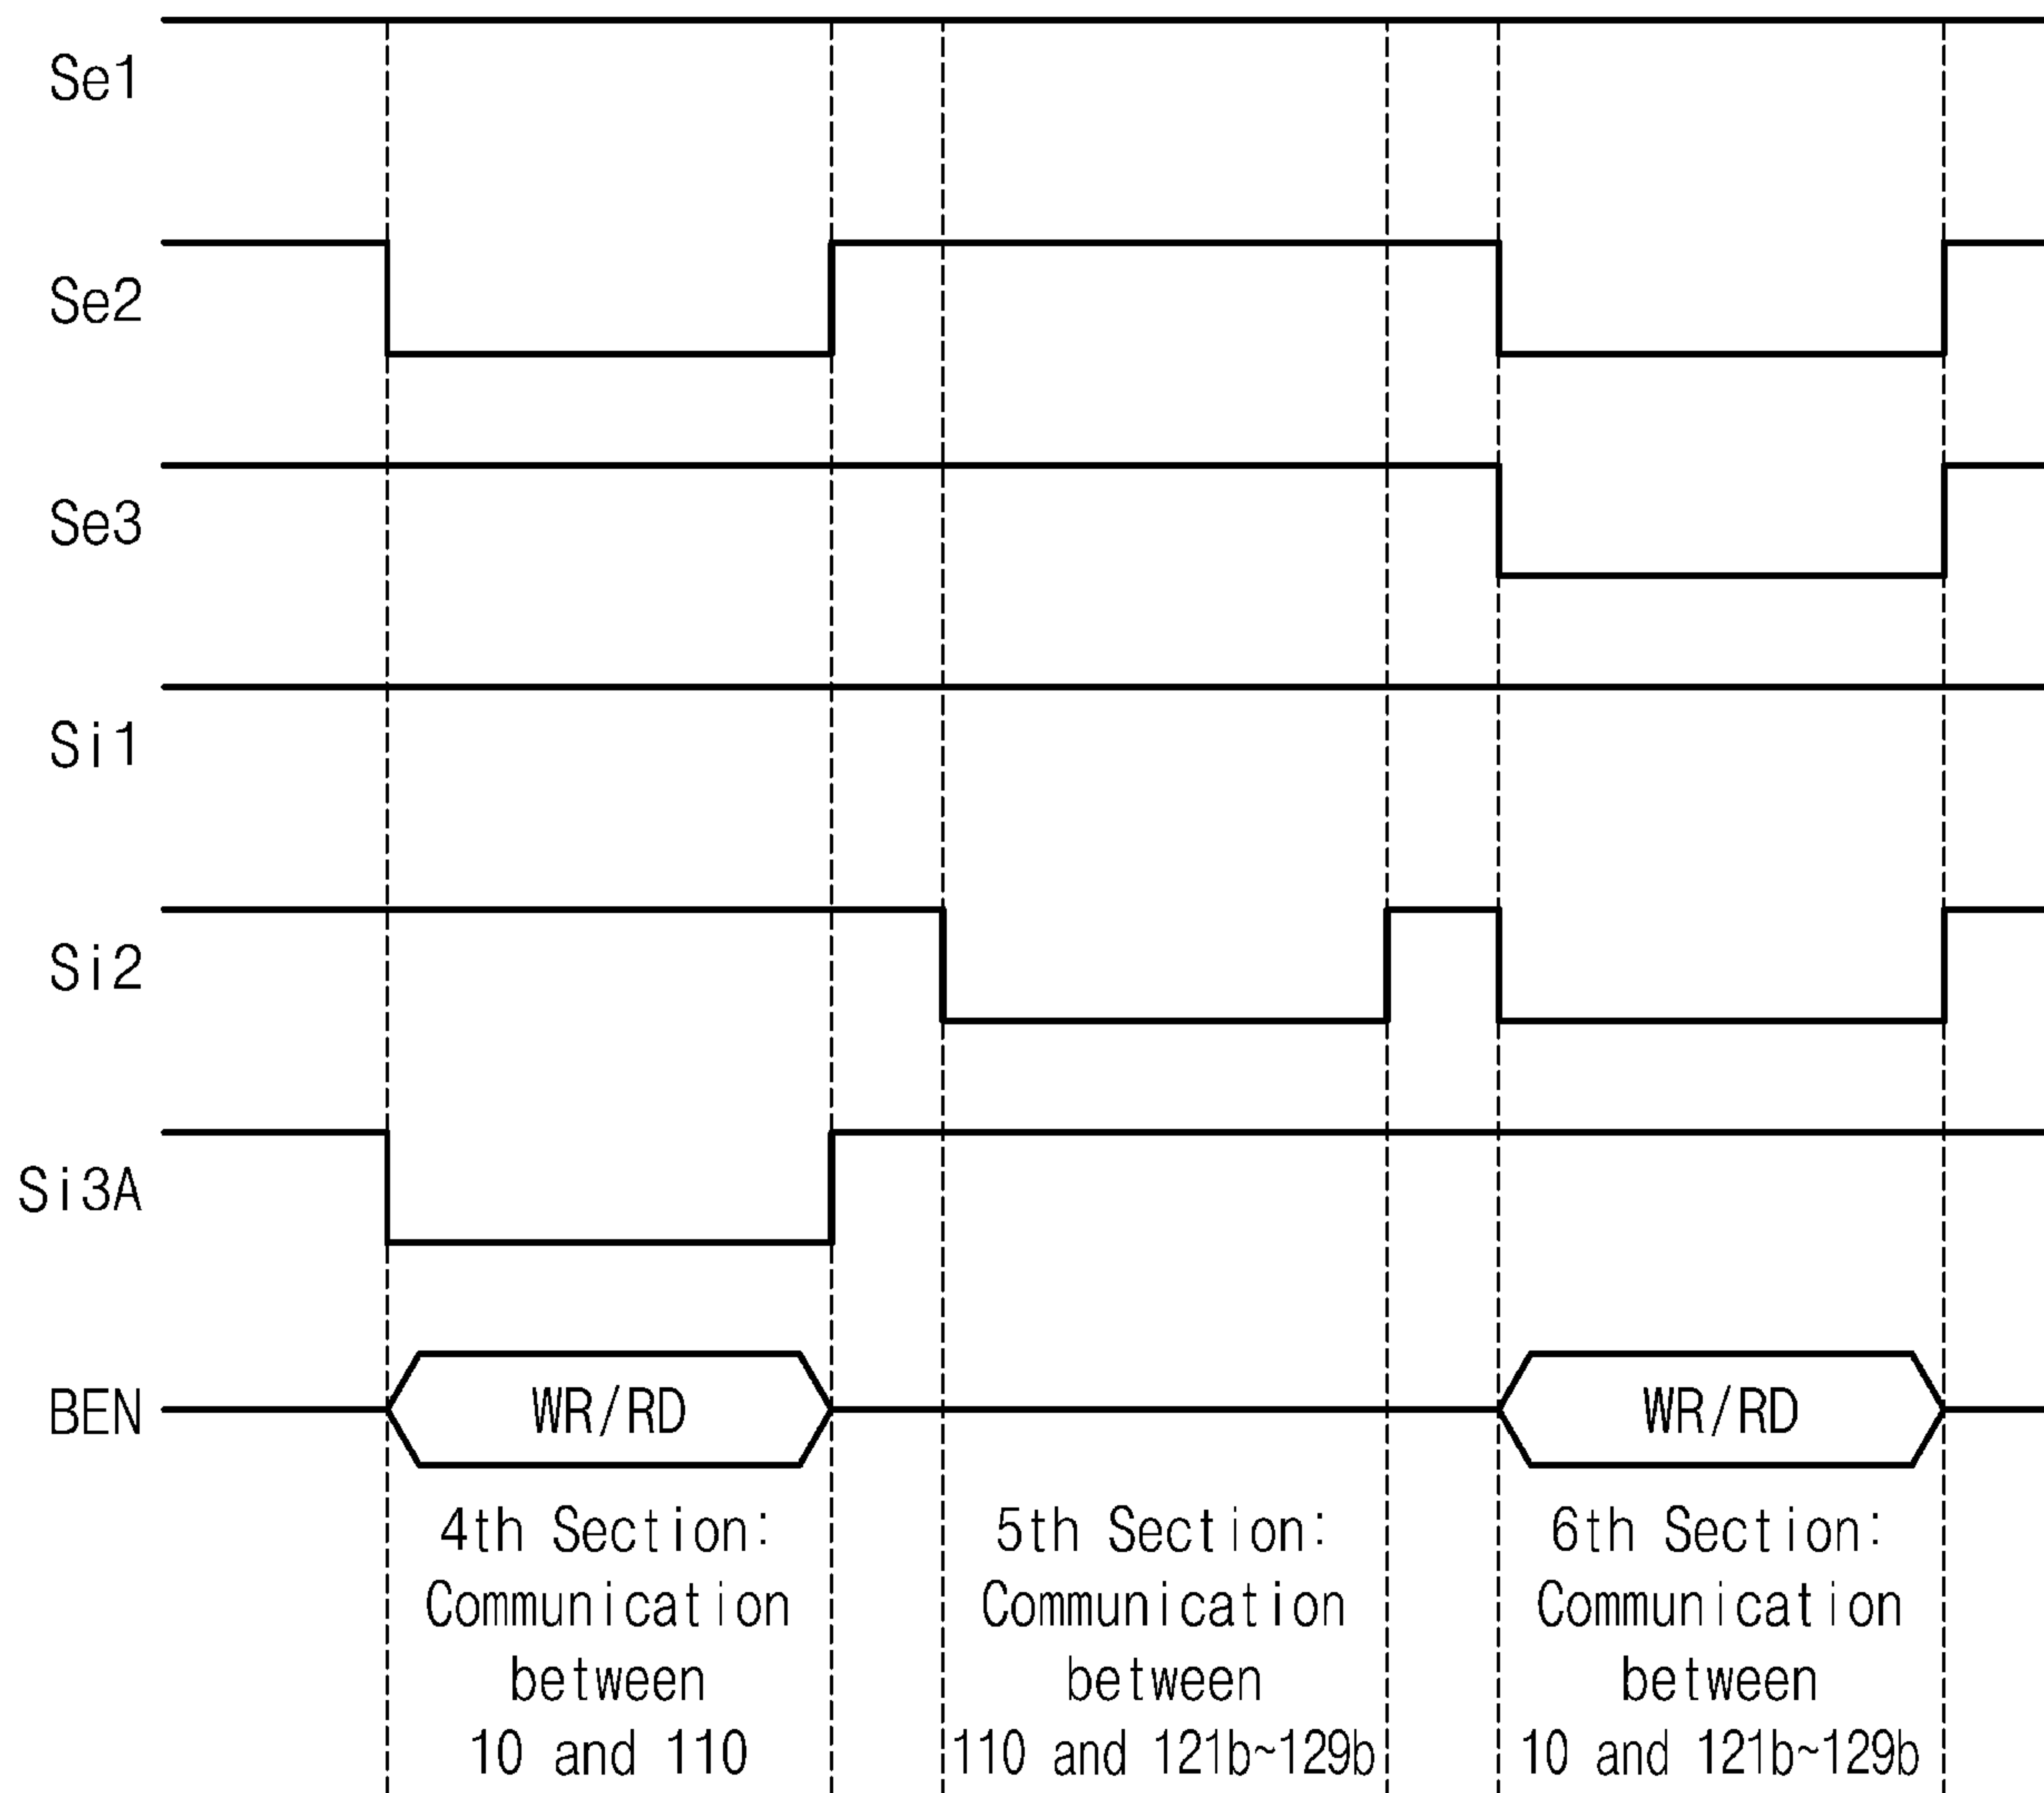 Se1
Se2
Se3
Si1
Si2
Si3A
BEN
WR/RD
WR/RD
4th Section:
Communication
between
10 and 110
5th Section:
Communication
between
110 and 121b~129b
6th Section:
Communication
between
10 and 121b~129b